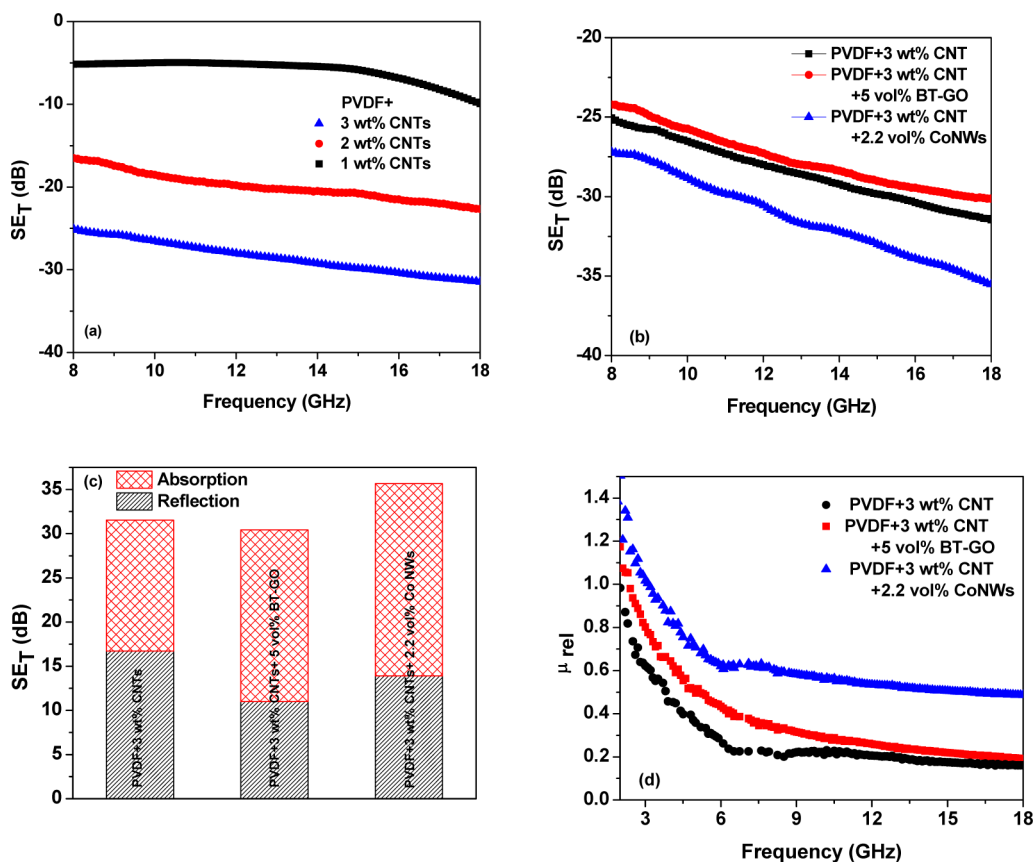 0
-10
-20
-30
-40
SE_T (dB)
PVDF+
3 wt% CNTs
2 wt% CNTs
1 wt% CNTs
(a)
8 10 12 14 16 18
Frequency (GHz)
-20
-25
-30
-35
-40
SE_T (dB)
PVDF+3 wt% CNT
PVDF+3 wt% CNT
+5 vol% BT-GO
PVDF+3 wt% CNT
+2.2 vol% CoNWs
(b)
8 10 12 14 16 18
Frequency (GHz)
35
30
25
20
15
10
5
0
SE_T (dB)
(c)
Absorption
Reflection
PVDF+3 wt% CNTs
PVDF+3 wt% CNTs+ 5 vol% BT-GO
PVDF+3 wt% CNTs+ 2.2 vol% Co NWs
1.4
1.2
1.0
0.8
0.6
0.4
0.2
0.0
μ rel
PVDF+3 wt% CNT
PVDF+3 wt% CNT
+5 vol% BT-GO
PVDF+3 wt% CNT
+2.2 vol% CoNWs
(d)
3 6 9 12 15 18
Frequency (GHz)